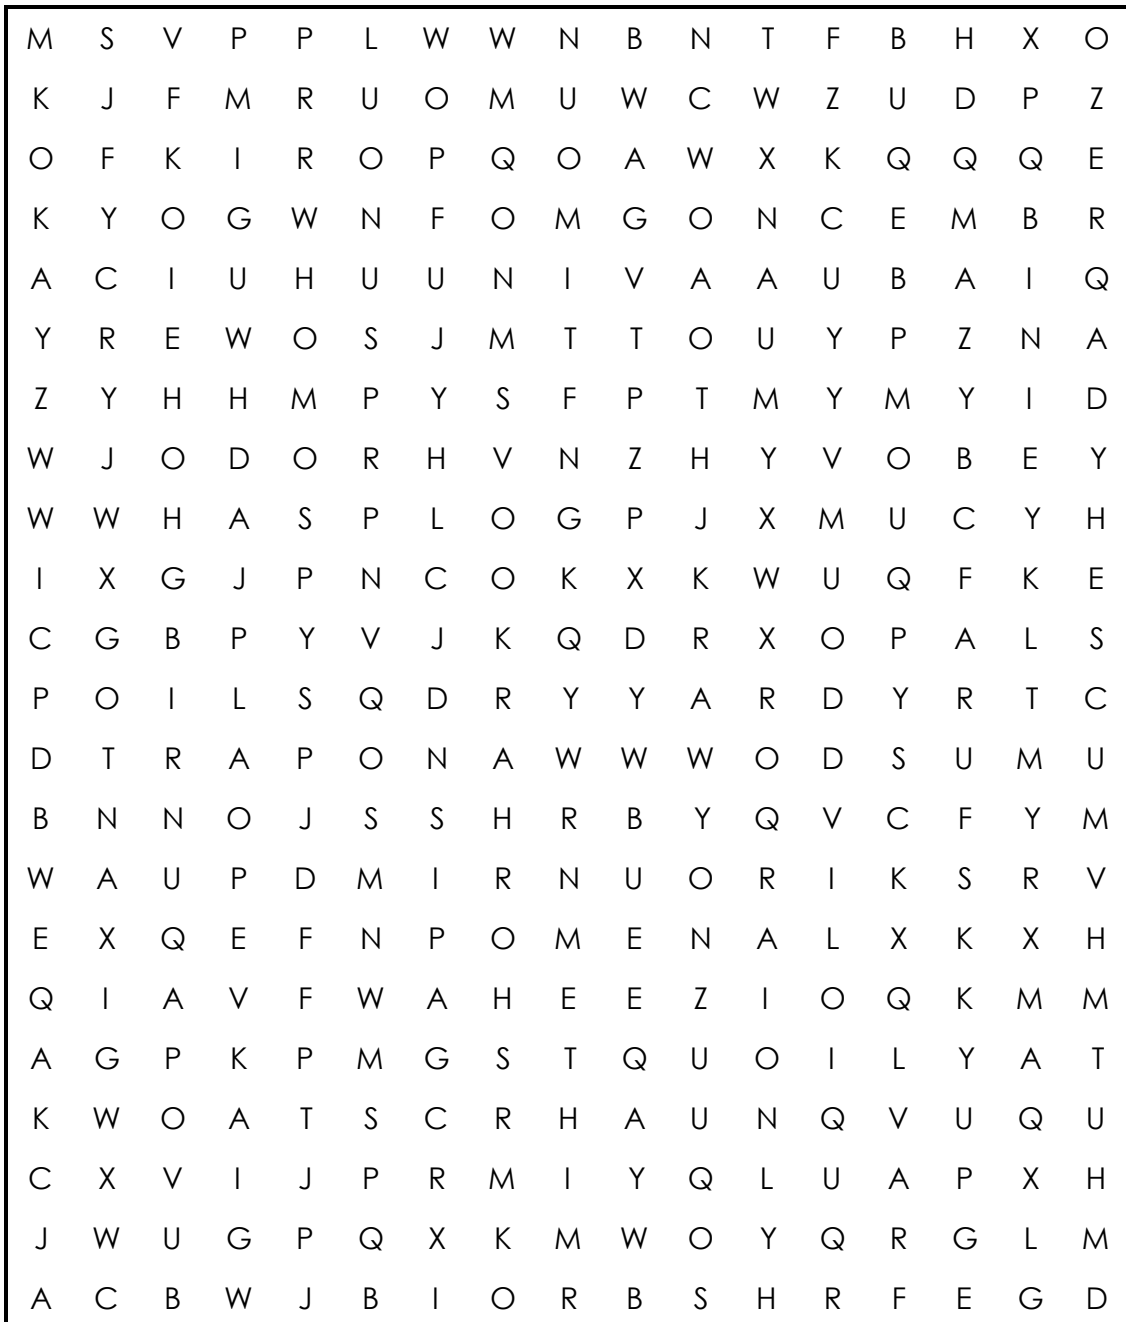 M S V P P L W W N B N T F B H X O
K J F M R U O M U W C W Z U D P Z
O F K I R O P Q O A W X K Q Q Q E
K Y O G W N F O M G O N C E M B R
A C I U H U U N I V A A U B A I Q
Y R E W O S J M T T O U Y P Z N A
Z Y H H M P Y S F P T M Y M Y I D
W J O D O R H V N Z H Y V O B E Y
W W H A S P L O G P J X M U C Y H
I X G J P N C O K X K W U Q F K E
C G B P Y V J K Q D R X O P A L S
P O I L S Q D R Y Y A R D Y R T C
D T R A P O N A W W W O D S U M U
B N N O J S S H R B Y Q V C F Y M
W A U P D M I R N U O R I K S R V
E X Q E F N P O M E N A L X K X H
Q I A V F W A H E E Z I O Q K M M
A G P K P M G S T Q U O I L Y A T
K W O A T S C R H A U N Q V U Q U
C X V I J P R M I Y Q L U A P X H
J W U G P Q X K M W O Y Q R G L M
A C B W J B I O R B S H R F E G D